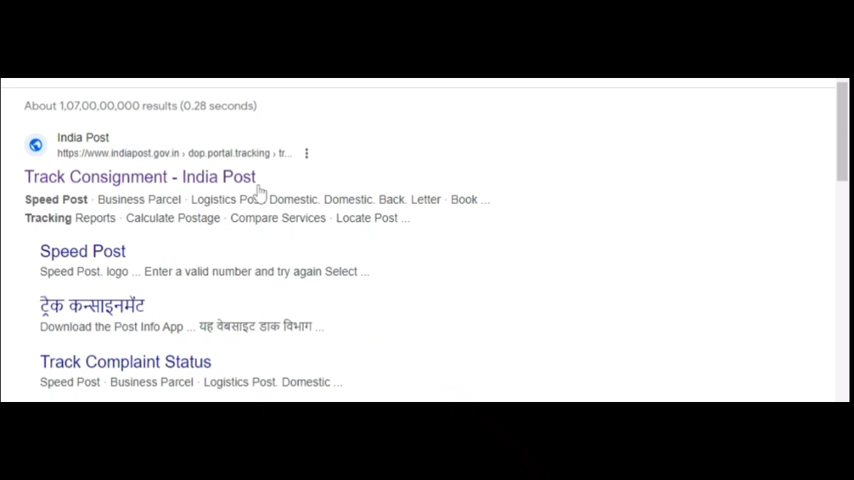 About 1,07,00,00,000 results (0.28 seconds)
India Post
https://www.indiapost.gov.in › dop.portal.tracking › tr...
Track Consignment - India Post
Speed Post · Business Parcel · Logistics Domestic. Domestic. Back. Letter · Book ...
Tracking Reports · Calculate Postage · Compare Services · Locate Post ...
Speed Post
Speed Post. logo ... Enter a valid number and try again Select ...
ट्रैक कन्साइनमेंट
Download the Post Info App ... यह वेबसाइट डाक विभाग ...
Track Complaint Status
Speed Post · Business Parcel · Logistics Post. Domestic ...